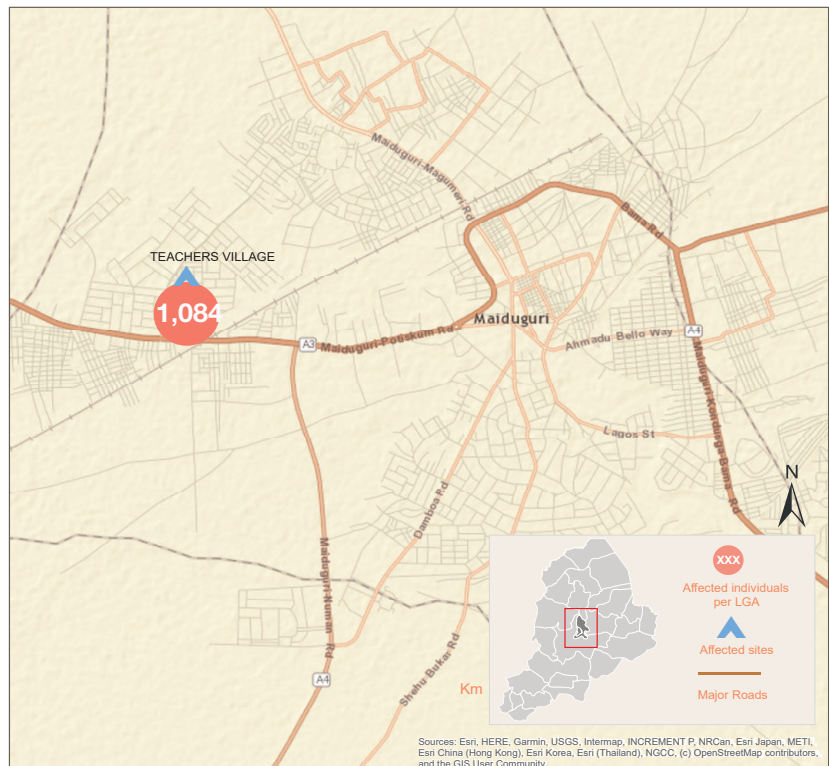 Maiduguri-Magumeri Rd
Bama Rd
TEACHERS VILLAGE
1,084
Maiduguri
A3
Maiduguri-Potiskum Rd
Ahmadu Bello Way
A4
Maiduguri-Konduga-Bama Rd
Lagos St
N
Damboa Rd
Maiduguri-Numan Rd
XXX
Affected individuals
per LGA
Affected sites
A4
Shehu Bukar Rd
Km
Major Roads
Sources: Esri, HERE, Garmin, USGS, Intermap, INCREMENT P, NRCan, Esri Japan, METI,
Esri China (Hong Kong), Esri Korea, Esri (Thailand), NGCC, (c) OpenStreetMap contributors,
and the GIS User Community